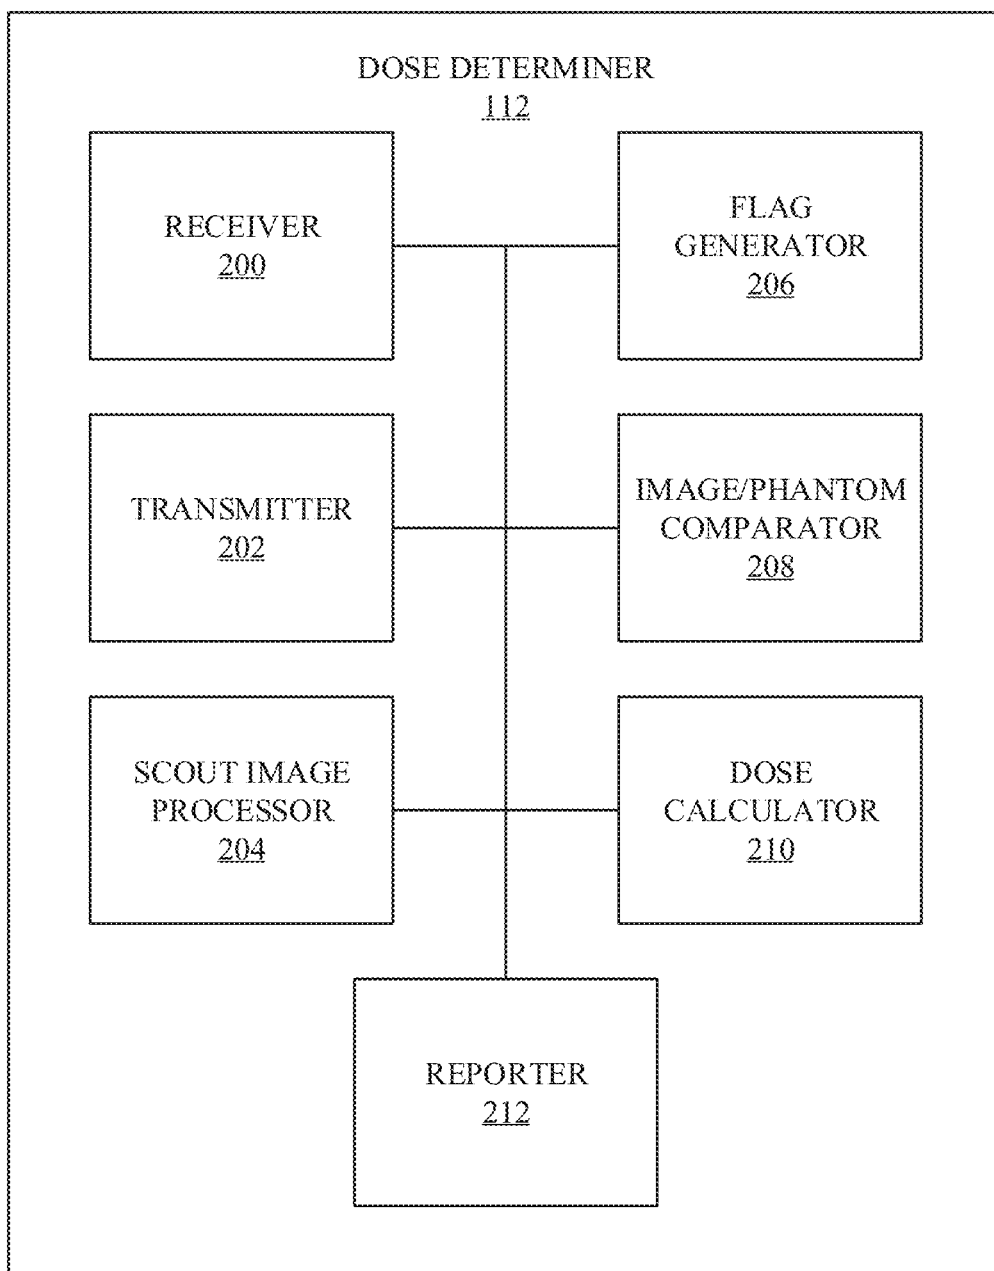 DOSE DETERMINER
112
RECEIVER
200
FLAG
GENERATOR
206
TRANSMITTER
202
IMAGE/PHANTOM
COMPARATOR
208
SCOUT IMAGE
PROCESSOR
204
DOSE
CALCULATOR
210
REPORTER
212